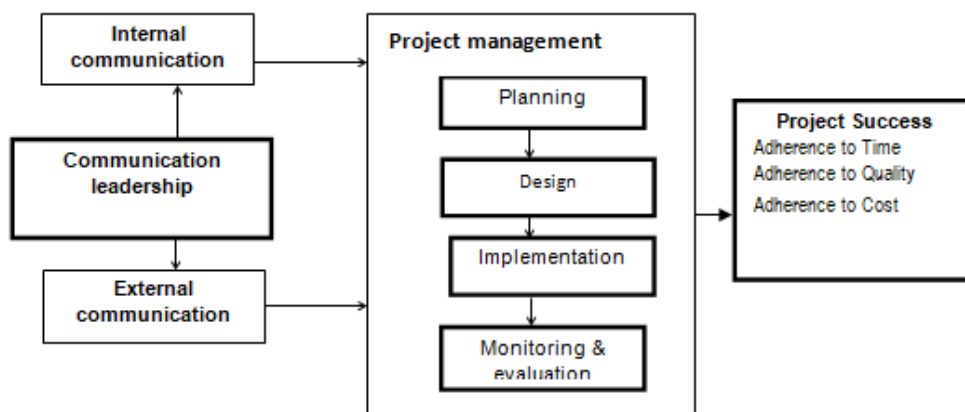 Internal
communication
Communication
leadership
External
communication
Project management
Planning
Design
Implementation
Monitoring &
evaluation
Project Success
Adherence to Time
Adherence to Quality
Adherence to Cost